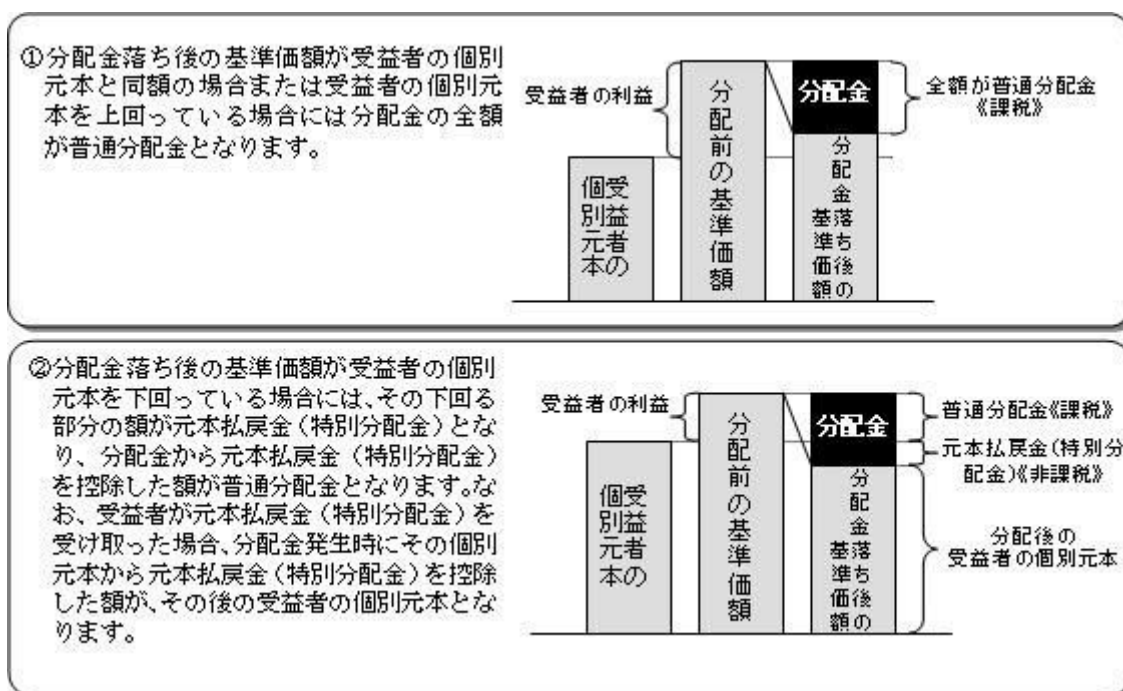 ①分配金落ち後の基準価額が受益者の個別
元本と同額の場合または受益者の個別元
本を上回っている場合には分配金の全額
が普通分配金となります。
受益者の利益
受益者の
個別元本
分配前の基準価額
分配金
分配金落ち後の
基準価額
全額が普通分配金
《課税》
②分配金落ち後の基準価額が受益者の個別
元本を下回っている場合には、その下回る
部分の額が元本払戻金（特別分配金）とな
り、分配金から元本払戻金（特別分配金）
を控除した額が普通分配金となります。な
お、受益者が元本払戻金（特別分配金）を
受け取った場合、分配金発生時にその個別
元本から元本払戻金（特別分配金）を控除
した額が、その後の受益者の個別元本とな
ります。
受益者の利益
受益者の
個別元本
分配前の基準価額
分配金
分配金落ち後の
基準価額
普通分配金《課税》
元本払戻金(特別分
配金)《非課税》
分配後の
受益者の個別元本